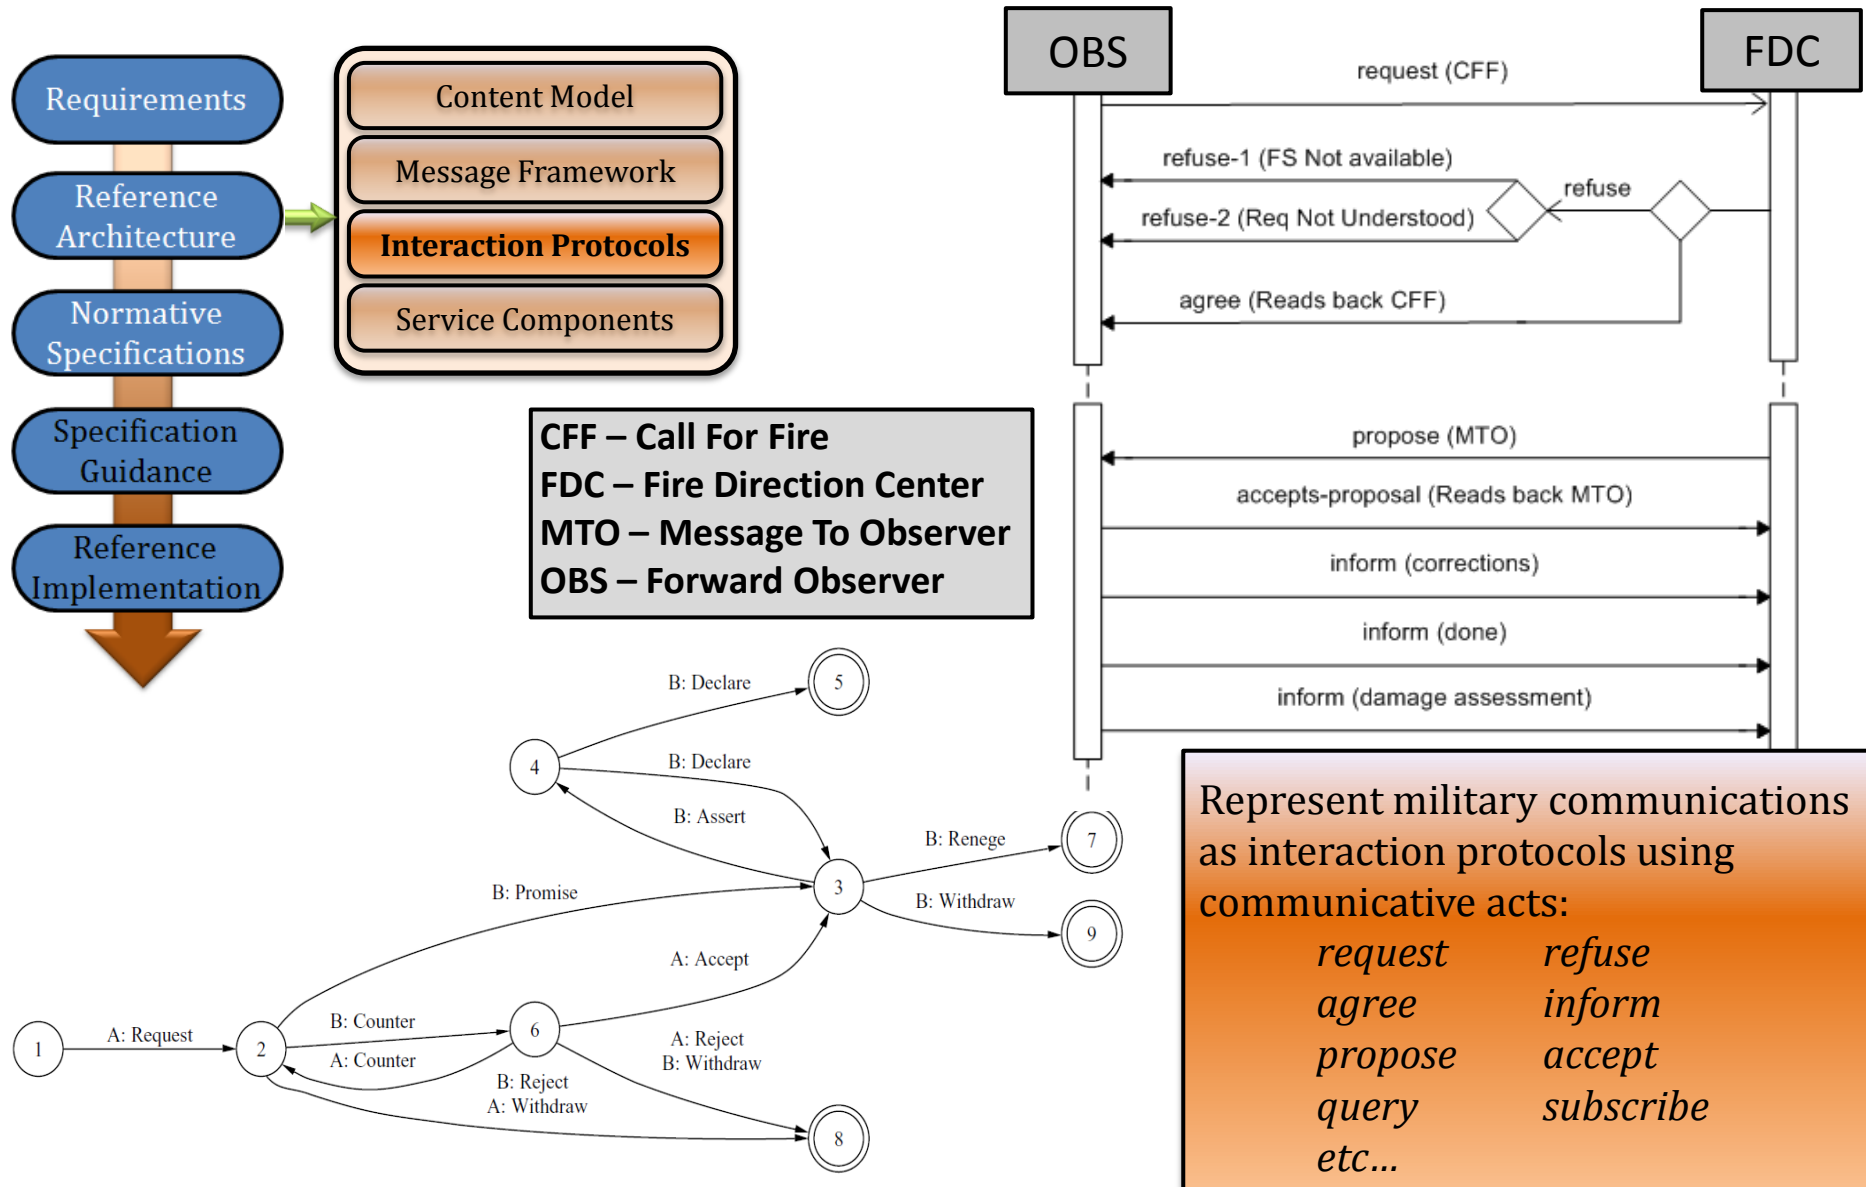 Requirements
Reference
Architecture
Normative
Specifications
Specification
Guidance
Reference
Implementation
Content Model
Message Framework
Interaction Protocols
Service Components
OBS
FDC
request (CFF)
refuse-1 (FS Not available)
refuse
refuse-2 (Req Not Understood)
agree (Reads back CFF)
propose (MTO)
accepts-proposal (Reads back MTO)
inform (corrections)
inform (done)
inform (damage assessment)
CFF – Call For Fire
FDC – Fire Direction Center
MTO – Message To Observer
OBS – Forward Observer
B: Declare
5
4
B: Declare
B: Assert
B: Renege
7
3
B: Promise
B: Withdraw
9
A: Accept
1
A: Request
2
B: Counter
A: Counter
6
A: Reject
B: Withdraw
B: Reject
A: Withdraw
8
Represent military communications
as interaction protocols using
communicative acts:
request refuse
agree inform
propose accept
query subscribe
etc...